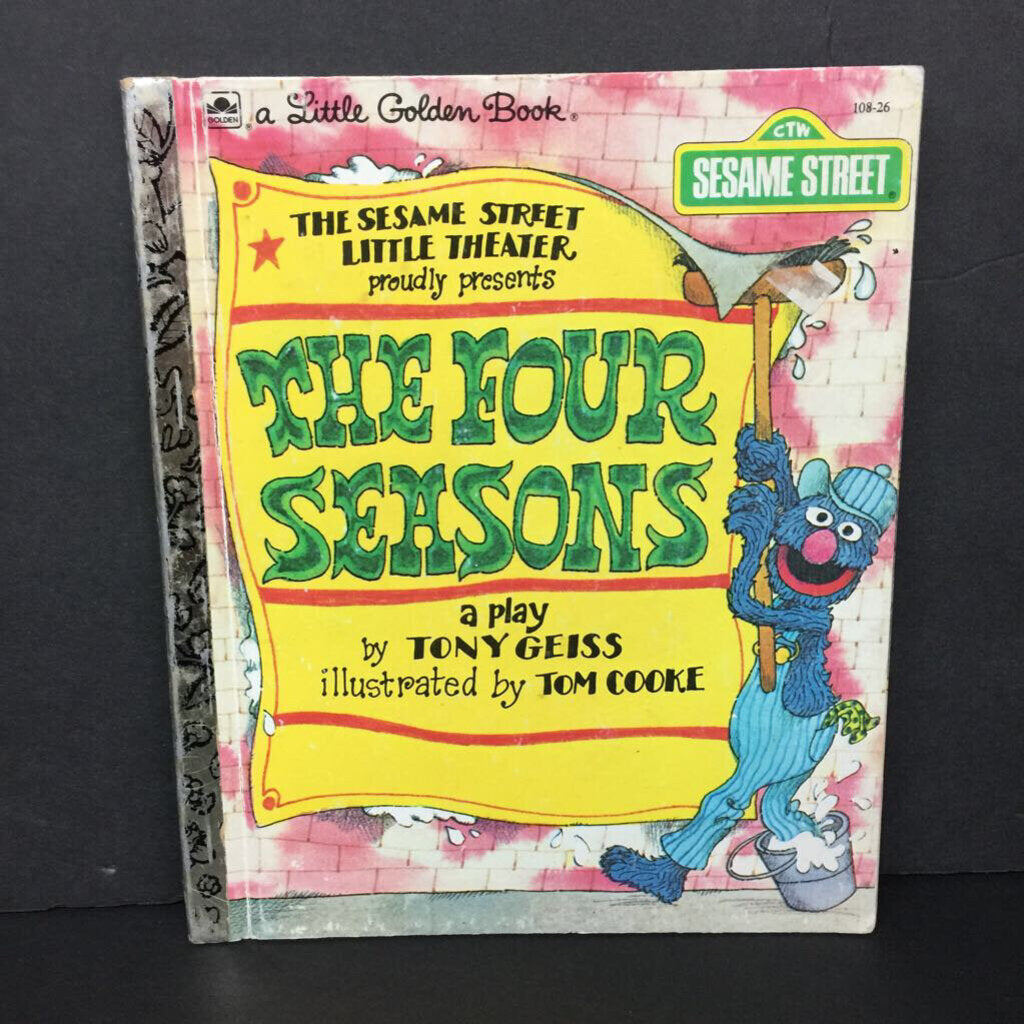 GOLDEN
a Little Golden Book®
108-26
CTW
SESAME STREET®
THE SESAME STREET
LITTLE THEATER
proudly presents
THE FOUR
SEASONS
a play
by TONY GEISS
illustrated by TOM COOKE